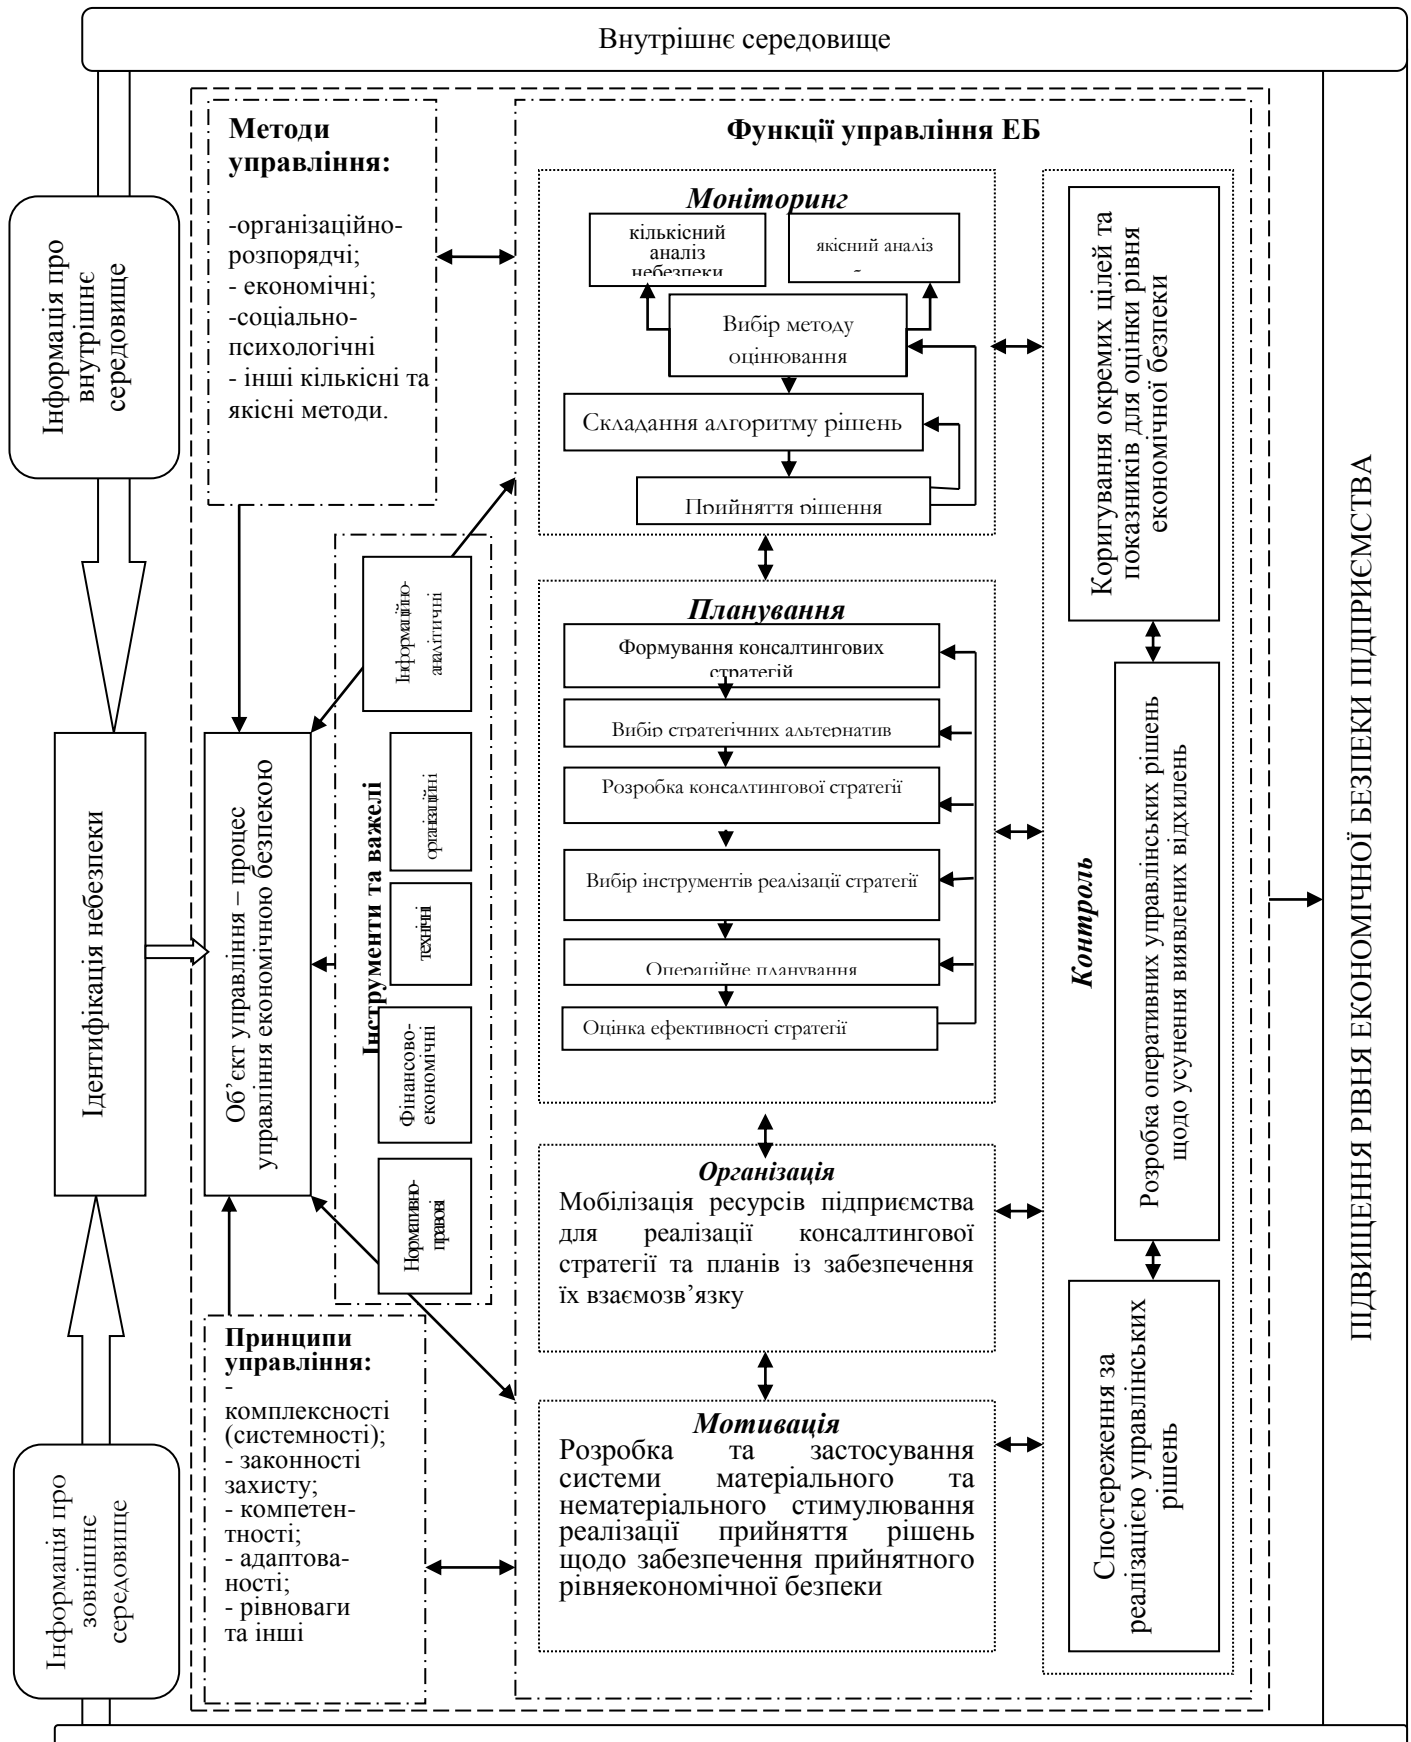 Внутрішнє середовище
Інформація про
внутрішнє
середовище
Ідентифікація небезпеки
Інформація про
зовнішнє
середовище
Методи
управління:
-організаційно-
розпорядчі;
- економічні;
-соціально-
психологічні
- інші кількісні та
якісні методи.
Об’єкт управління – процес
управління економічною безпекою
Інструменти та важелі
Інформаційно-
аналітичні
організаційні
технічні
Фінансово-
економічні
Нормативно-
правові
Принципи
управління:
-
комплексності
(системності);
- законності
захисту;
- компетен-
тності;
- адаптова-
ності;
- рівноваги
та інші
Функції управління ЕБ
Моніторинг
кількісний
аналіз
небезпеки
якісний аналіз
Вибір методу
оцінювання
Складання алгоритму рішень
Прийняття рішення
Планування
Формування консалтингових
стратегій
Вибір стратегічних альтернатив
Розробка консалтингової стратегії
Вибір інструментів реалізації стратегії
Операційне планування
Оцінка ефективності стратегії
Організація
Мобілізація ресурсів підприємства
для реалізації консалтингової
стратегії та планів із забезпечення
їх взаємозв’язку
Мотивація
Розробка та застосування
системи матеріального та
нематеріального стимулювання
реалізації прийняття рішень
щодо забезпечення прийнятного
рівняекономічної безпеки
Контроль
Коригування окремих цілей та
показників для оцінки рівня
економічної безпеки
Розробка оперативних управлінських рішень
щодо усунення виявлених відхилень
Спостереження за
реалізацією управлінських
рішень
ПІДВИЩЕННЯ РІВНЯ ЕКОНОМІЧНОЇ БЕЗПЕКИ ПІДПРИЄМСТВА